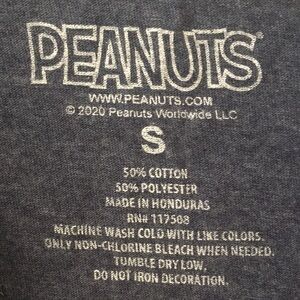 PEANUTS®
WWW.PEANUTS.COM
© 2020 Peanuts Worldwide LLC
S
50% COTTON
50% POLYESTER
MADE IN HONDURAS
RN# 117508
MACHINE WASH COLD WITH LIKE COLORS.
ONLY NON-CHLORINE BLEACH WHEN NEEDED.
TUMBLE DRY LOW.
DO NOT IRON DECORATION.